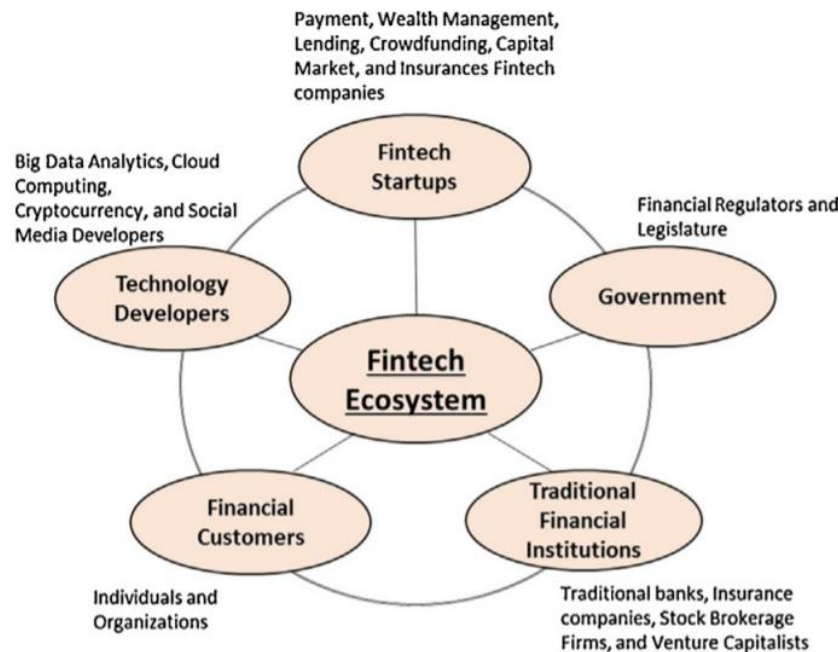 Payment, Wealth Management,
Lending, Crowdfunding, Capital
Market, and Insurances Fintech
companies
Fintech
Startups
Big Data Analytics, Cloud
Computing,
Cryptocurrency, and Social
Media Developers
Technology
Developers
Financial Regulators and
Legislature
Government
Fintech
Ecosystem
Financial
Customers
Individuals and
Organizations
Traditional
Financial
Institutions
Traditional banks, Insurance
companies, Stock Brokerage
Firms, and Venture Capitalists